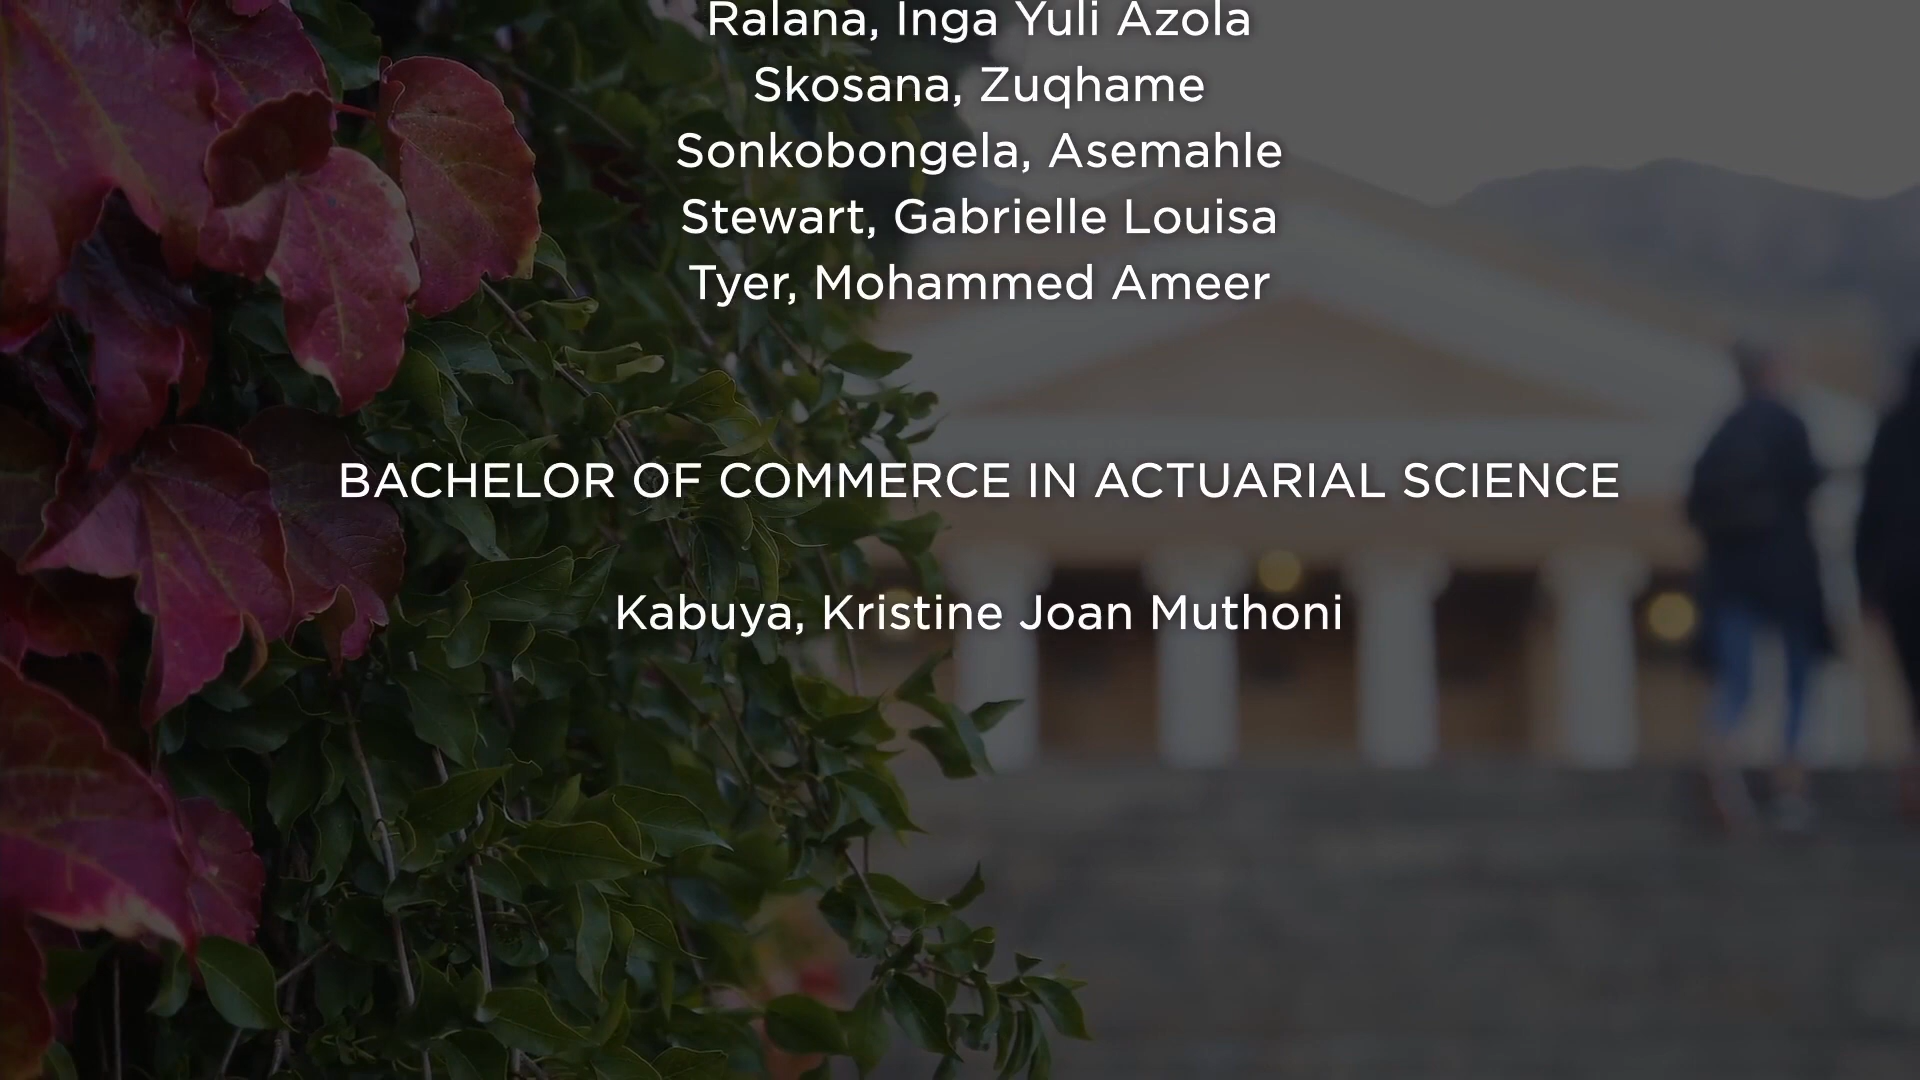 Ralana, Inga Yuli Azola
Skosana, Zuqhame
Sonkobongela, Asemahle
Stewart, Gabrielle Louisa
Tyer, Mohammed Ameer
BACHELOR OF COMMERCE IN ACTUARIAL SCIENCE
Kabuya, Kristine Joan Muthoni